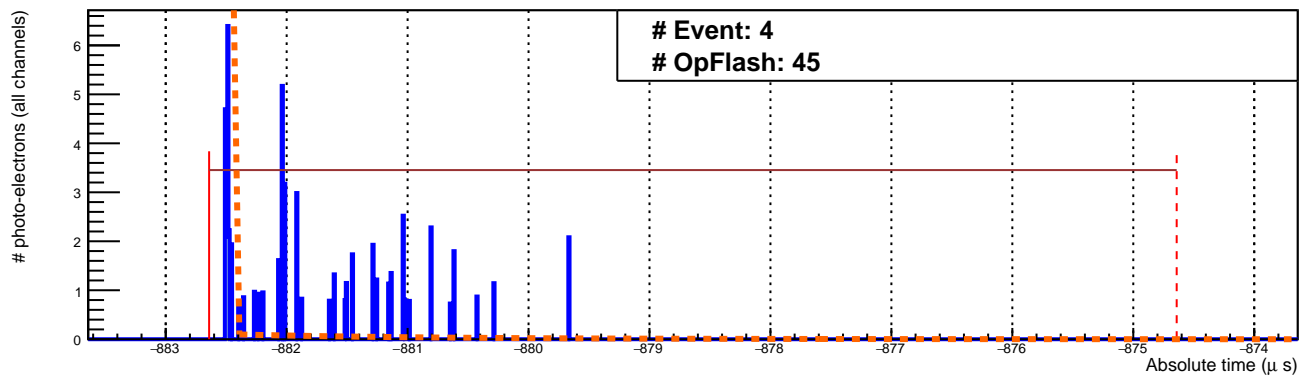 # Event: 4
# OpFlash: 45
# photo-electrons (all channels)
6
5
4
3
2
1
0
−883 −882 −881 −880 −879 −878 −877 −876 −875 −874
Absolute time (μ s)